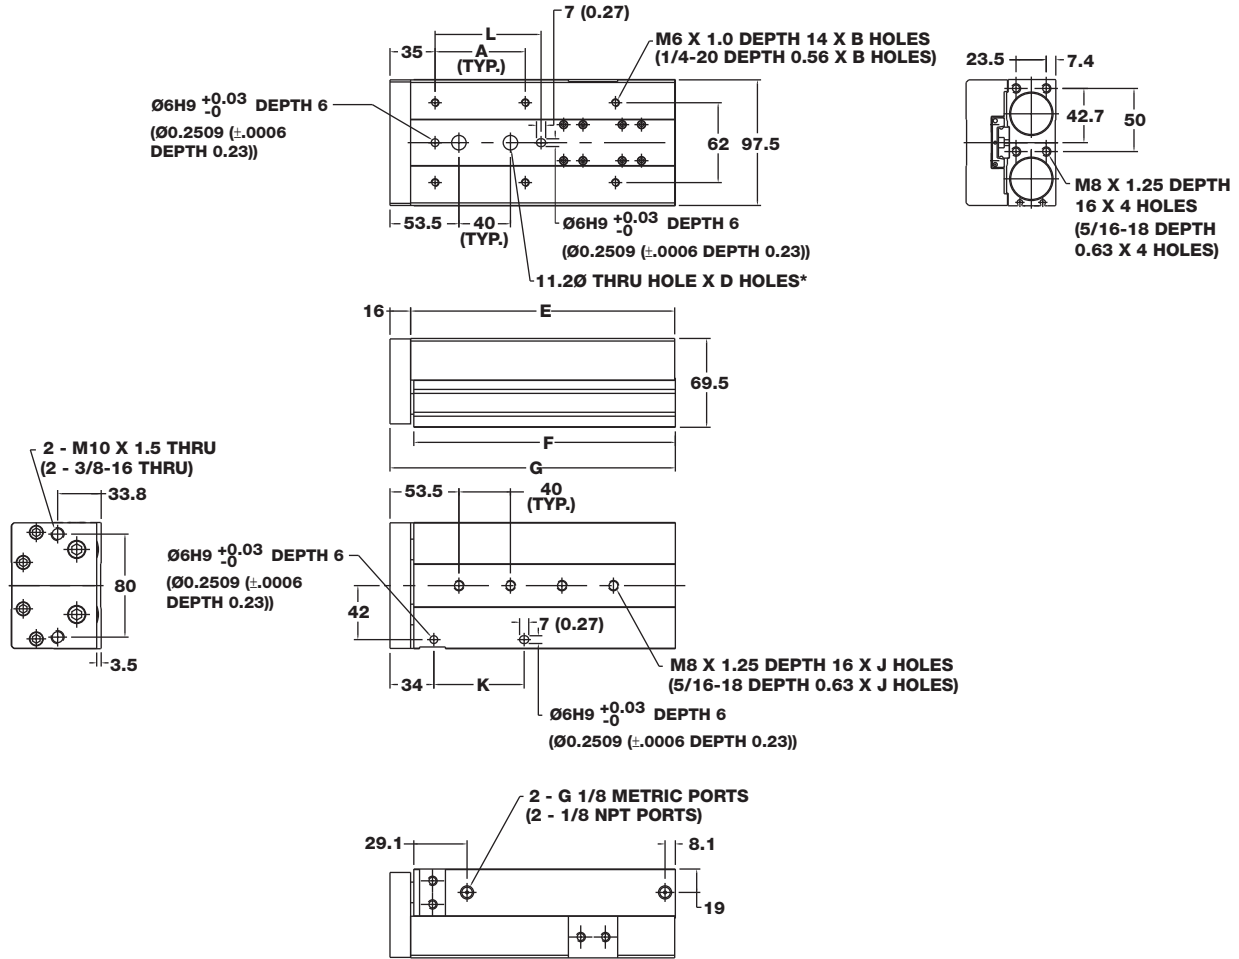 7 (0.27)
L
35
A
(TYP.)
M6 X 1.0 DEPTH 14 X B HOLES
(1/4-20 DEPTH 0.56 X B HOLES)
Ø6H9 +0.03 -0 DEPTH 6
(Ø0.2509 (±.0006
DEPTH 0.23))
62
97.5
53.5
40
(TYP.)
Ø6H9 +0.03 -0 DEPTH 6
(Ø0.2509 (±.0006 DEPTH 0.23))
11.2Ø THRU HOLE X D HOLES*
23.5
7.4
42.7
50
M8 X 1.25 DEPTH
16 X 4 HOLES
(5/16-18 DEPTH
0.63 X 4 HOLES)
16
E
69.5
F
G
2 - M10 X 1.5 THRU
(2 - 3/8-16 THRU)
33.8
80
3.5
53.5
40
(TYP.)
Ø6H9 +0.03 -0 DEPTH 6
(Ø0.2509 (±.0006
DEPTH 0.23))
42
7 (0.27)
34
K
M8 X 1.25 DEPTH 16 X J HOLES
(5/16-18 DEPTH 0.63 X J HOLES)
Ø6H9 +0.03 -0 DEPTH 6
(Ø0.2509 (±.0006 DEPTH 0.23))
2 - G 1/8 METRIC PORTS
(2 - 1/8 NPT PORTS)
29.1
8.1
19